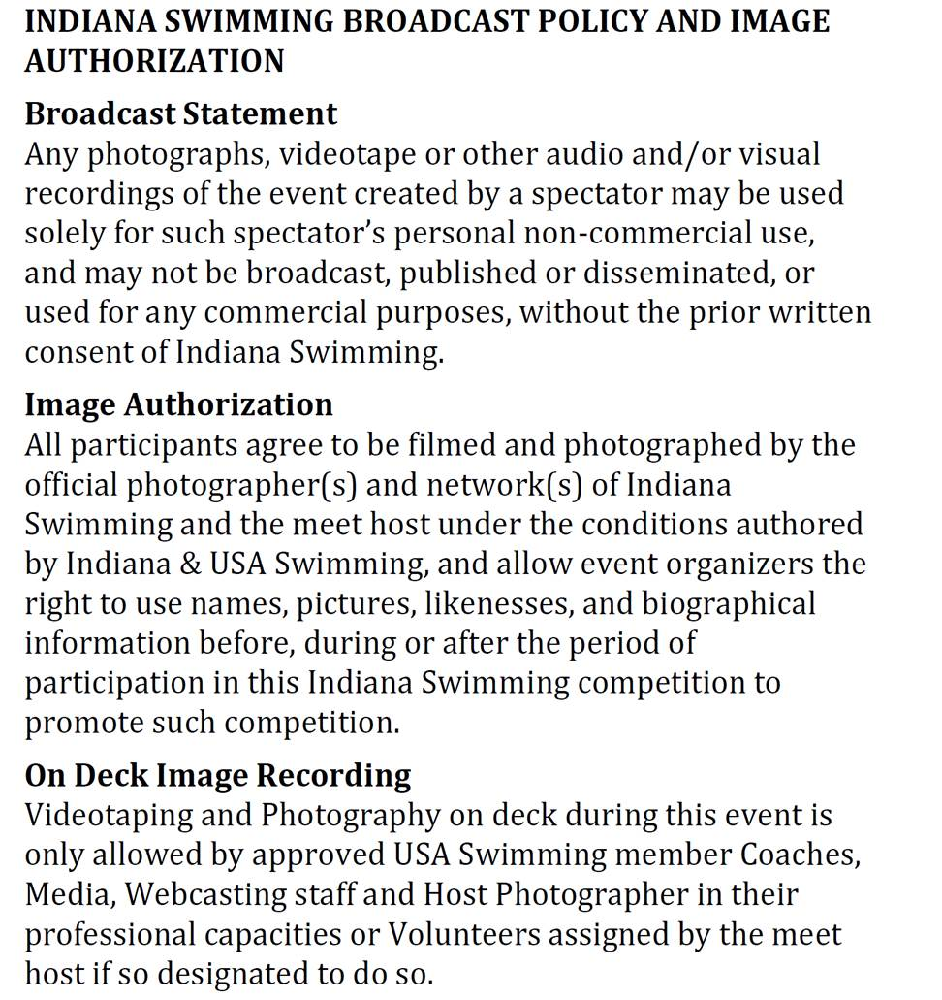 INDIANA SWIMMING BROADCAST POLICY AND IMAGE
AUTHORIZATION
Broadcast Statement
Any photographs, videotape or other audio and/or visual
recordings of the event created by a spectator may be used
solely for such spectator’s personal non-commercial use,
and may not be broadcast, published or disseminated, or
used for any commercial purposes, without the prior written
consent of Indiana Swimming.
Image Authorization
All participants agree to be filmed and photographed by the
official photographer(s) and network(s) of Indiana
Swimming and the meet host under the conditions authored
by Indiana & USA Swimming, and allow event organizers the
right to use names, pictures, likenesses, and biographical
information before, during or after the period of
participation in this Indiana Swimming competition to
promote such competition.
On Deck Image Recording
Videotaping and Photography on deck during this event is
only allowed by approved USA Swimming member Coaches,
Media, Webcasting staff and Host Photographer in their
professional capacities or Volunteers assigned by the meet
host if so designated to do so.